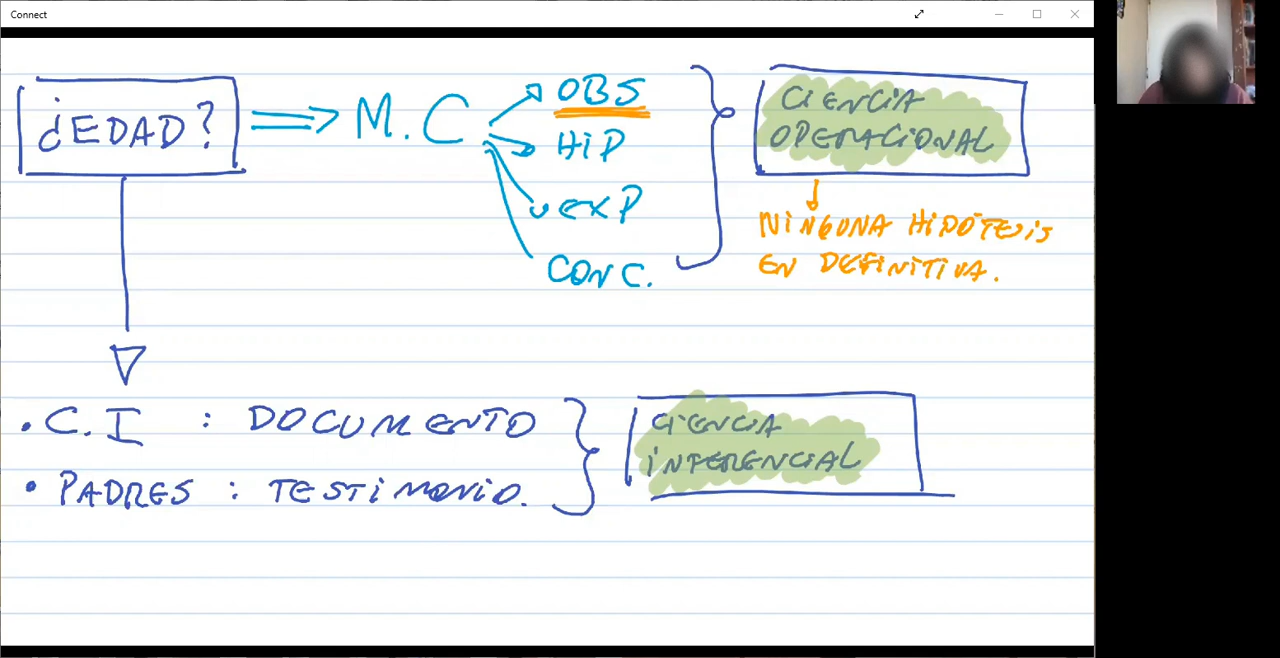 Connect
¿EDAD? ⇒ M.C
OBS
HIP
EXP
CONC.
CIENCIA
OPERACIONAL
NINGUNA HIPÓTESIS
EN DEFINITIVA.
• C.I : DOCUMENTO
• PADRES : TESTIMONIO.
CIENCIA
INFERENCIAL